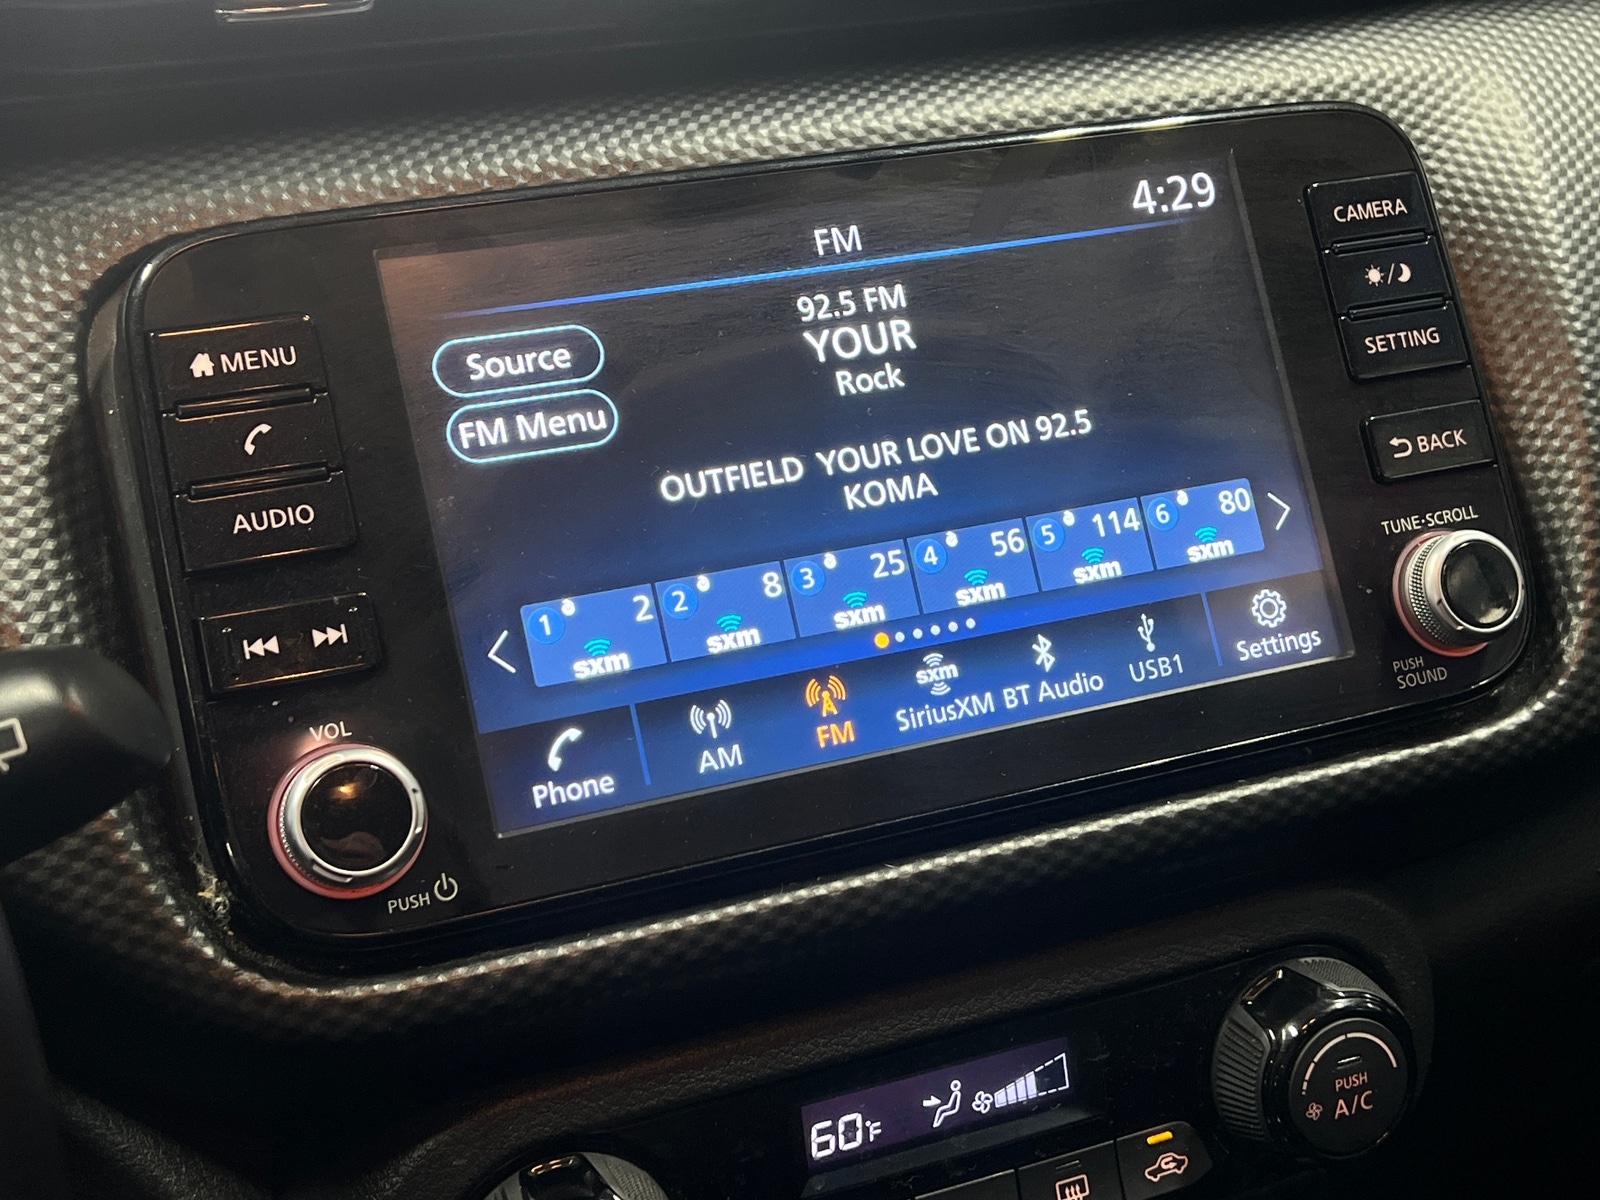 4:29
FM
92.5 FM
YOUR
Rock
Source
FM Menu
OUTFIELD YOUR LOVE ON 92.5
KOMA
1 2 sxm
2 8 sxm
3 25 sxm
4 56 sxm
5 114 sxm
6 80 sxm
Phone
AM
FM
sxm
SiriusXM
BT Audio
USB1
Settings
MENU
AUDIO
VOL
PUSH
CAMERA
SETTING
BACK
TUNE·SCROLL
PUSH
SOUND
60°F
PUSH
A/C